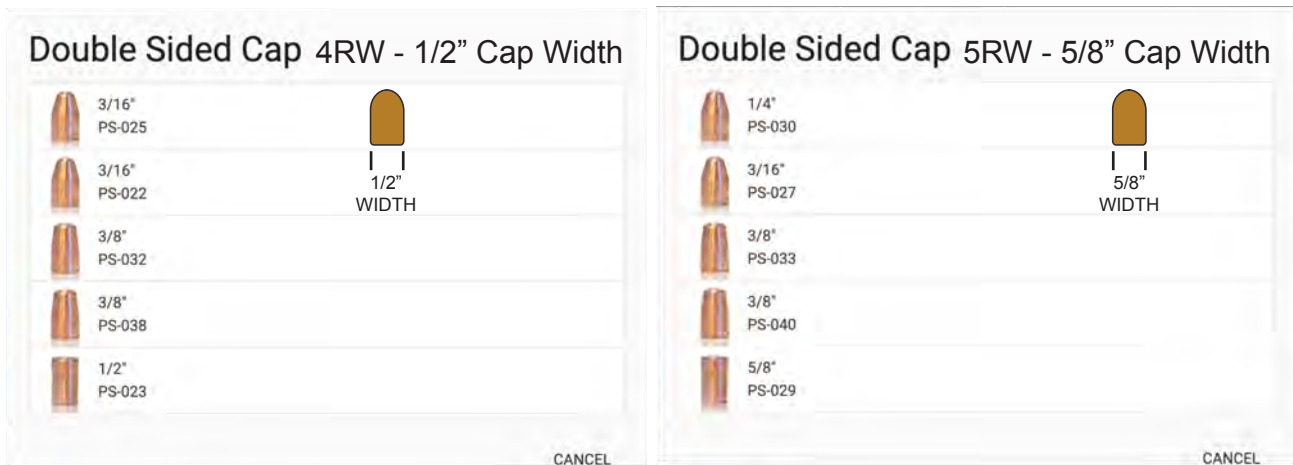 Double Sided Cap 4RW - 1/2” Cap Width
3/16"
PS-025
3/16"
PS-022
3/8"
PS-032
3/8"
PS-038
1/2"
PS-023
1/2”
WIDTH
CANCEL
Double Sided Cap 5RW - 5/8” Cap Width
1/4"
PS-030
3/16"
PS-027
3/8"
PS-033
3/8"
PS-040
5/8"
PS-029
5/8”
WIDTH
CANCEL